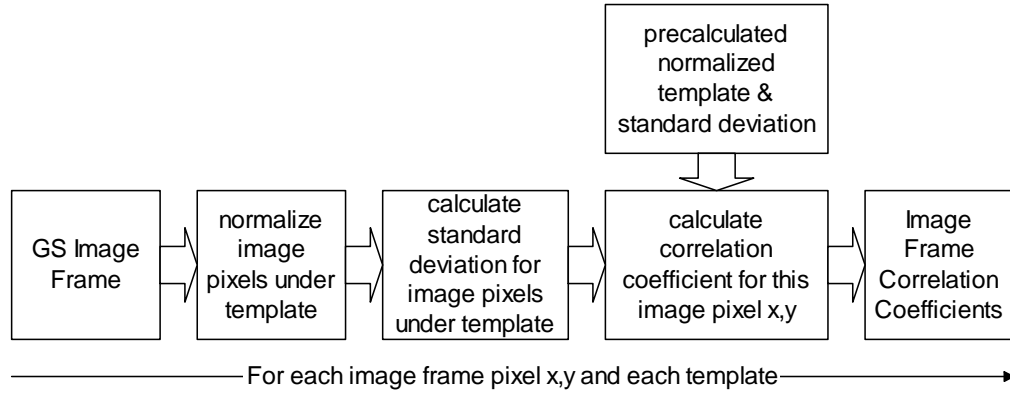 precalculated
normalized
template &
standard deviation
GS Image
Frame
normalize
image
pixels under
template
calculate
standard
deviation for
image pixels
under template
calculate
correlation
coefficient for this
image pixel x,y
Image
Frame
Correlation
Coefficients
For each image frame pixel x,y and each template